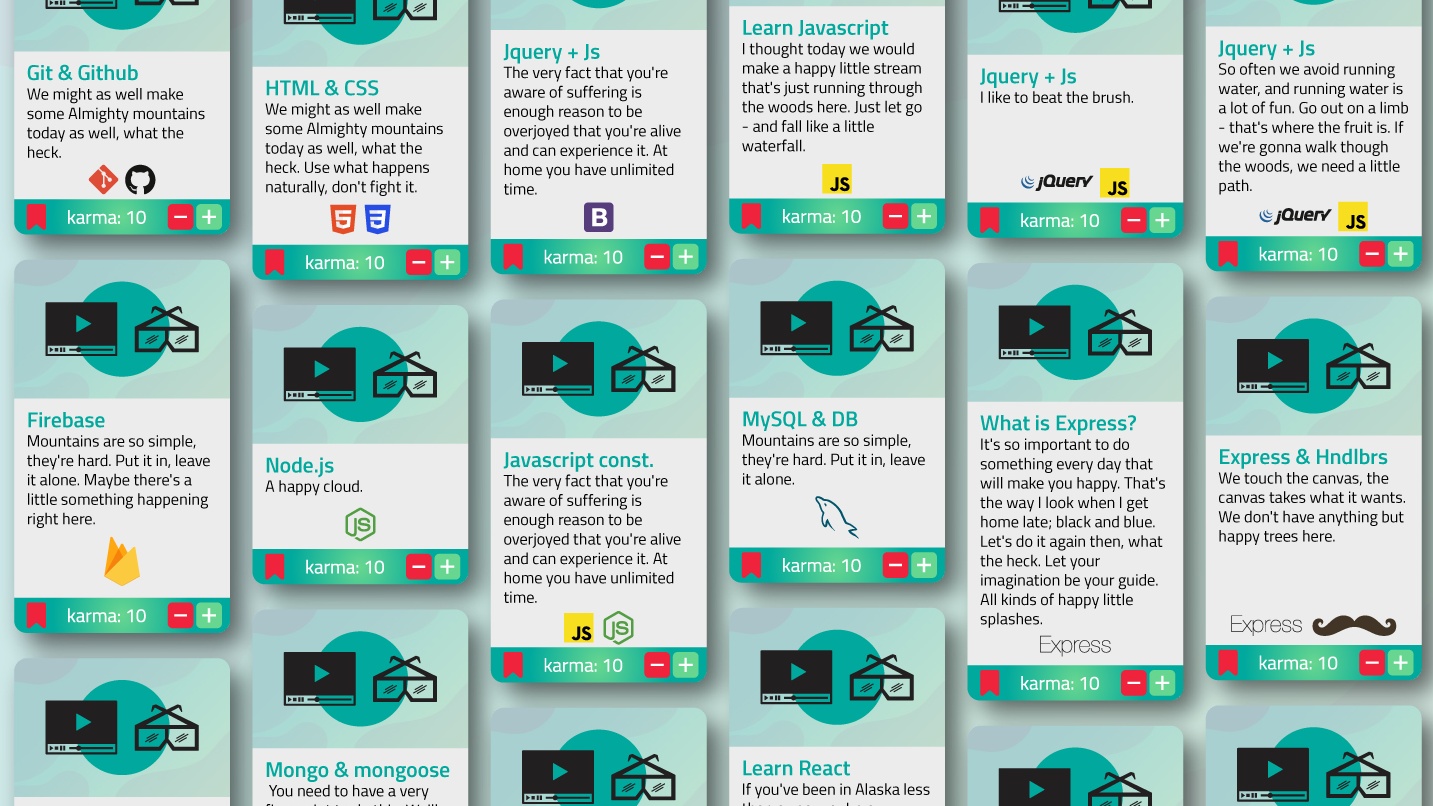 Git & Github
We might as well make
some Almighty mountains
today as well, what the
heck.
karma: 10
Firebase
Mountains are so simple,
they're hard. Put it in, leave
it alone. Maybe there's a
little something happening
right here.
karma: 10
HTML & CSS
We might as well make
some Almighty mountains
today as well, what the
heck. Use what happens
naturally, don't fight it.
5
3
karma: 10
Node.js
A happy cloud.
JS
karma: 10
Mongo & mongoose
You need to have a very
Jquery + Js
The very fact that you're
aware of suffering is
enough reason to be
overjoyed that you're alive
and can experience it. At
home you have unlimited
time.
B
karma: 10
Javascript const.
The very fact that you're
aware of suffering is
enough reason to be
overjoyed that you're alive
and can experience it. At
home you have unlimited
time.
JS JS
karma: 10
Learn Javascript
I thought today we would
make a happy little stream
that's just running through
the woods here. Just let go
- and fall like a little
waterfall.
JS
karma: 10
MySQL & DB
Mountains are so simple,
they're hard. Put it in, leave
it alone.
karma: 10
Learn React
If you've been in Alaska less
Jquery + Js
I like to beat the brush.
jQuery JS
karma: 10
What is Express?
It's so important to do
something every day that
will make you happy. That's
the way I look when I get
home late; black and blue.
Let's do it again then, what
the heck. Let your
imagination be your guide.
All kinds of happy little
splashes.
Express
karma: 10
Jquery + Js
So often we avoid running
water, and running water is
a lot of fun. Go out on a limb
- that's where the fruit is. If
we're gonna walk though
the woods, we need a little
path.
jQuery JS
karma: 10
Express & Hndlbrs
We touch the canvas, the
canvas takes what it wants.
We don't have anything but
happy trees here.
Express
karma: 10